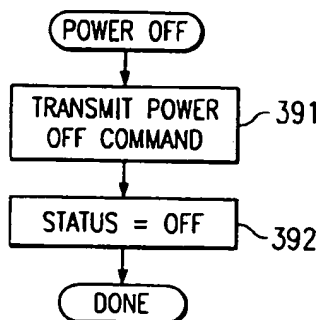 POWER OFF
TRANSMIT POWER
OFF COMMAND
391
STATUS = OFF
392
DONE